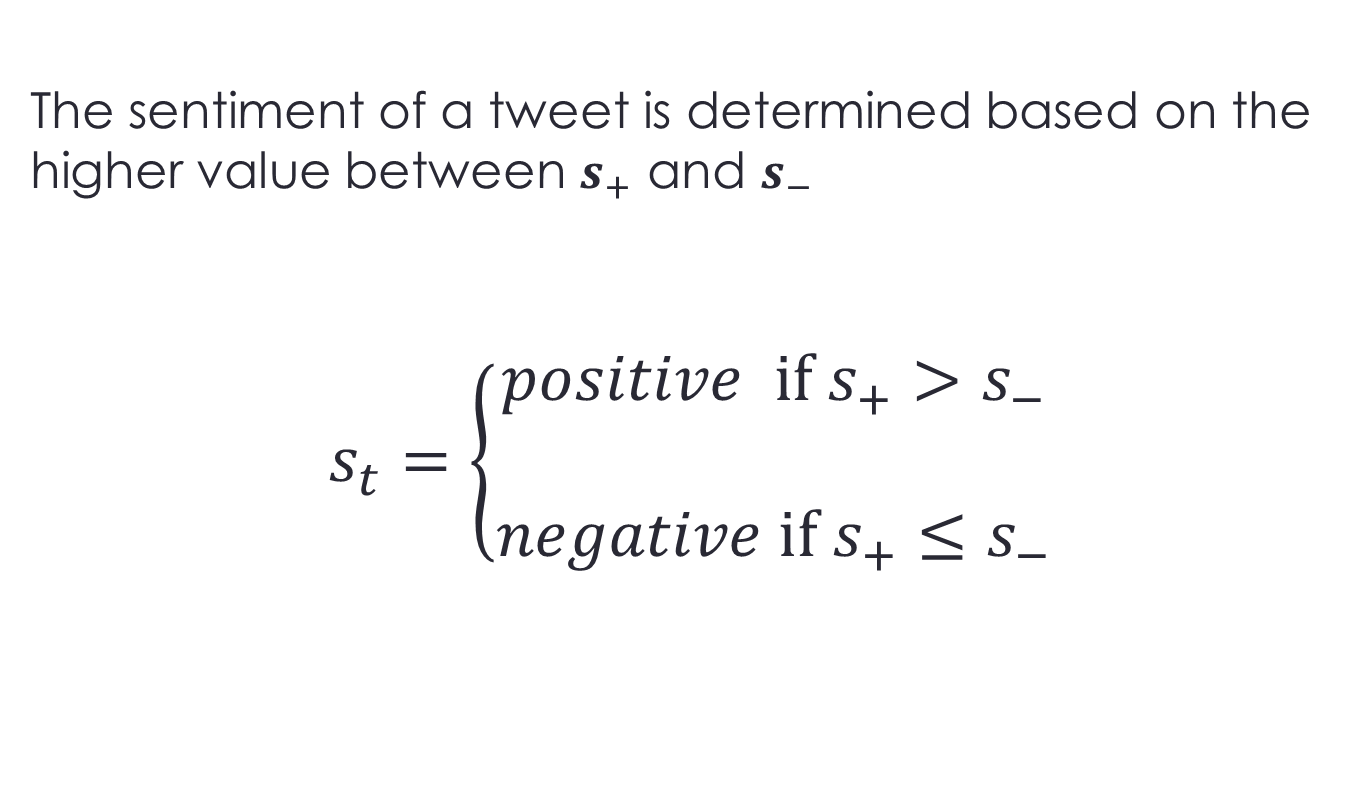 The sentiment of a tweet is determined based on the
higher value between s₊ and s₋
positive if s₊ > s₋
sₜ = {
negative if s₊ ≤ s₋